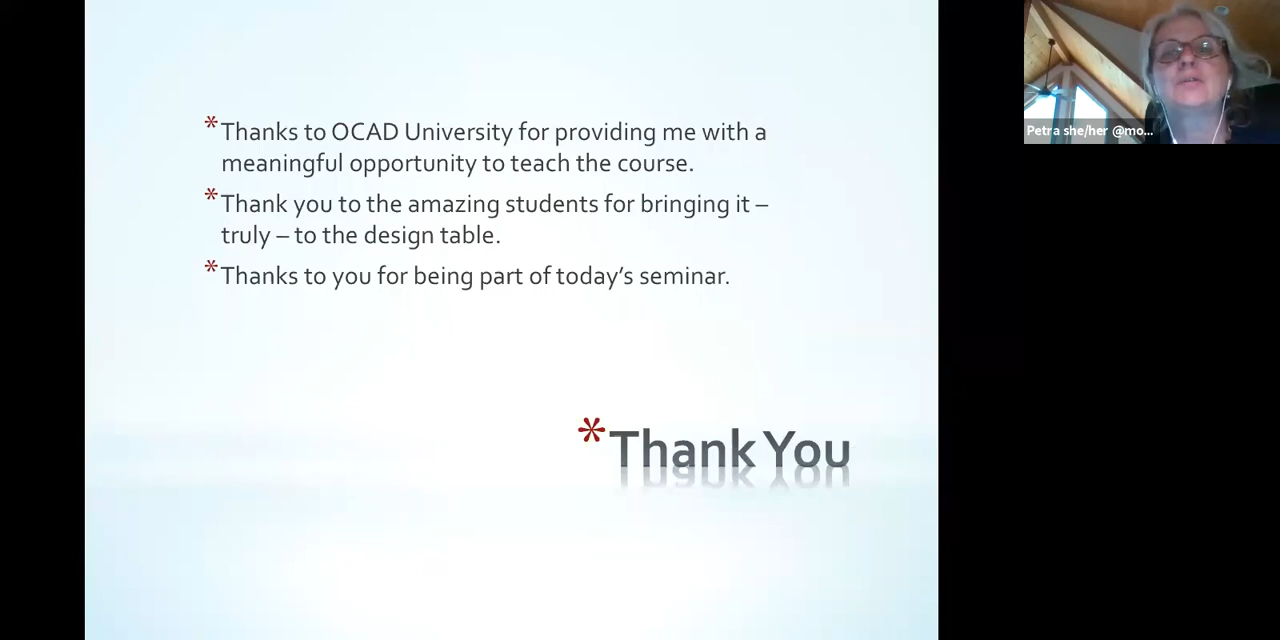 *Thanks to OCAD University for providing me with a
meaningful opportunity to teach the course.
*Thank you to the amazing students for bringing it –
truly – to the design table.
*Thanks to you for being part of today’s seminar.
*Thank You
Petra she/her @mo...